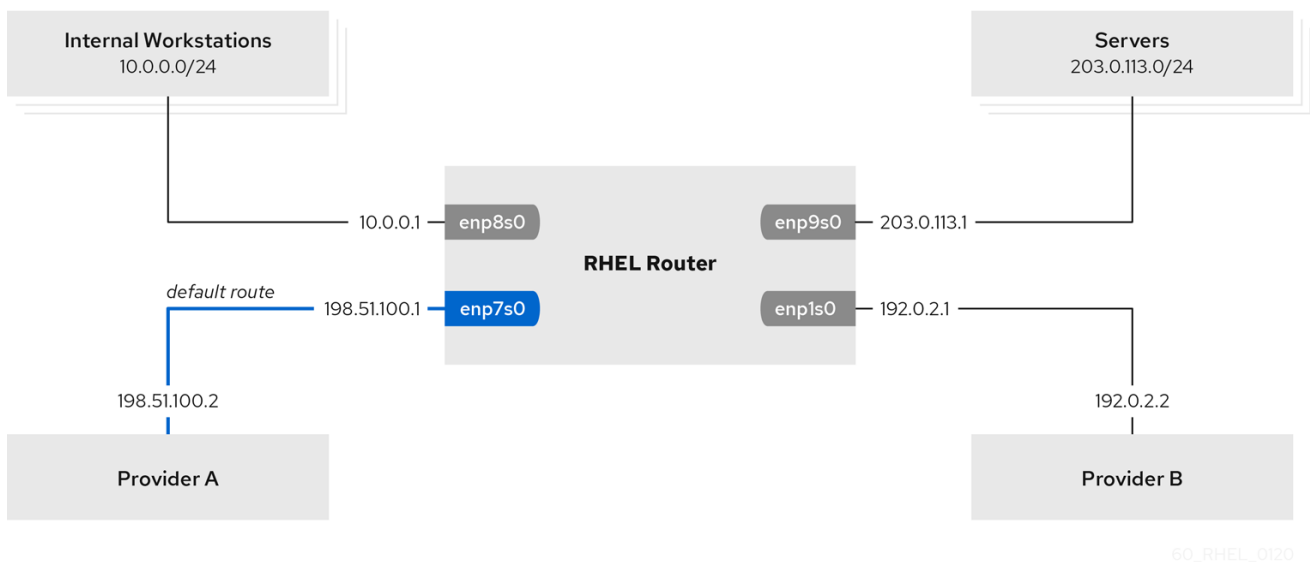 Internal Workstations
10.0.0.0/24
Servers
203.0.113.0/24
10.0.0.1
enp8s0
enp9s0
203.0.113.1
RHEL Router
default route
198.51.100.1
enp7s0
enp1s0
192.0.2.1
198.51.100.2
192.0.2.2
Provider A
Provider B
60_RHEL_0120